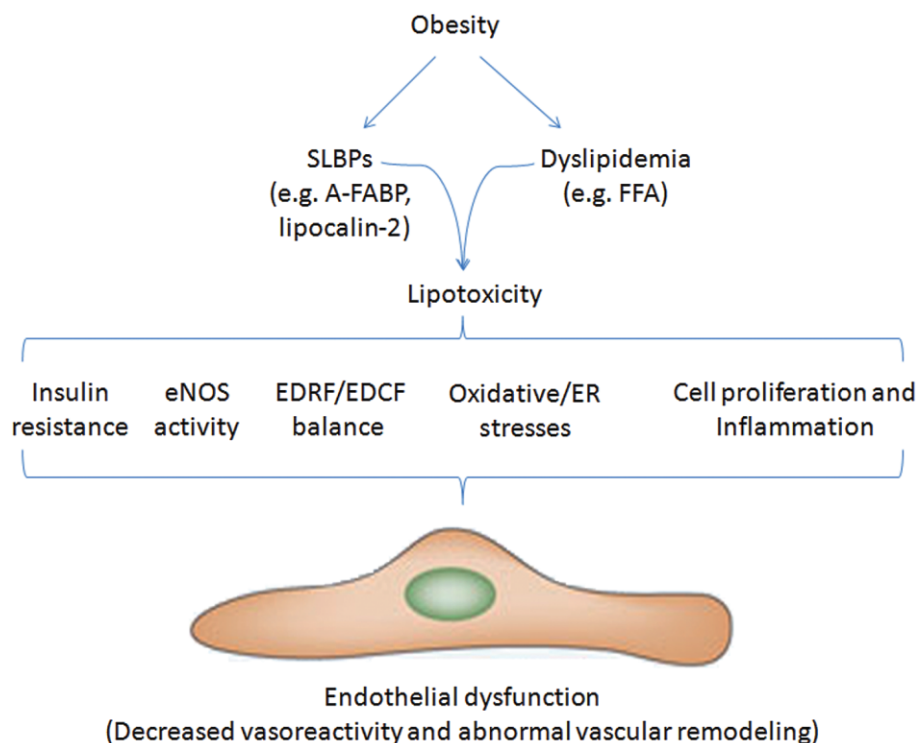 Obesity
SLBPs
(e.g. A-FABP,
lipocalin-2)
Dyslipidemia
(e.g. FFA)
Lipotoxicity
Insulin
resistance
eNOS
activity
EDRF/EDCF
balance
Oxidative/ER
stresses
Cell proliferation and
Inflammation
Endothelial dysfunction
(Decreased vasoreactivity and abnormal vascular remodeling)